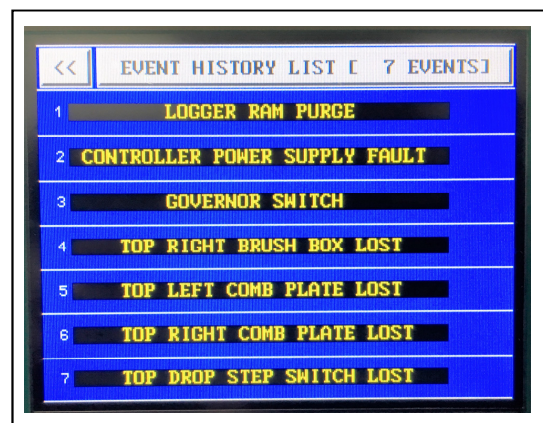 << EVENT HISTORY LIST [ 7 EVENTS]
1 LOGGER RAM PURGE
2 CONTROLLER POWER SUPPLY FAULT
3 GOVERNOR SWITCH
4 TOP RIGHT BRUSH BOX LOST
5 TOP LEFT COMB PLATE LOST
6 TOP RIGHT COMB PLATE LOST
7 TOP DROP STEP SWITCH LOST